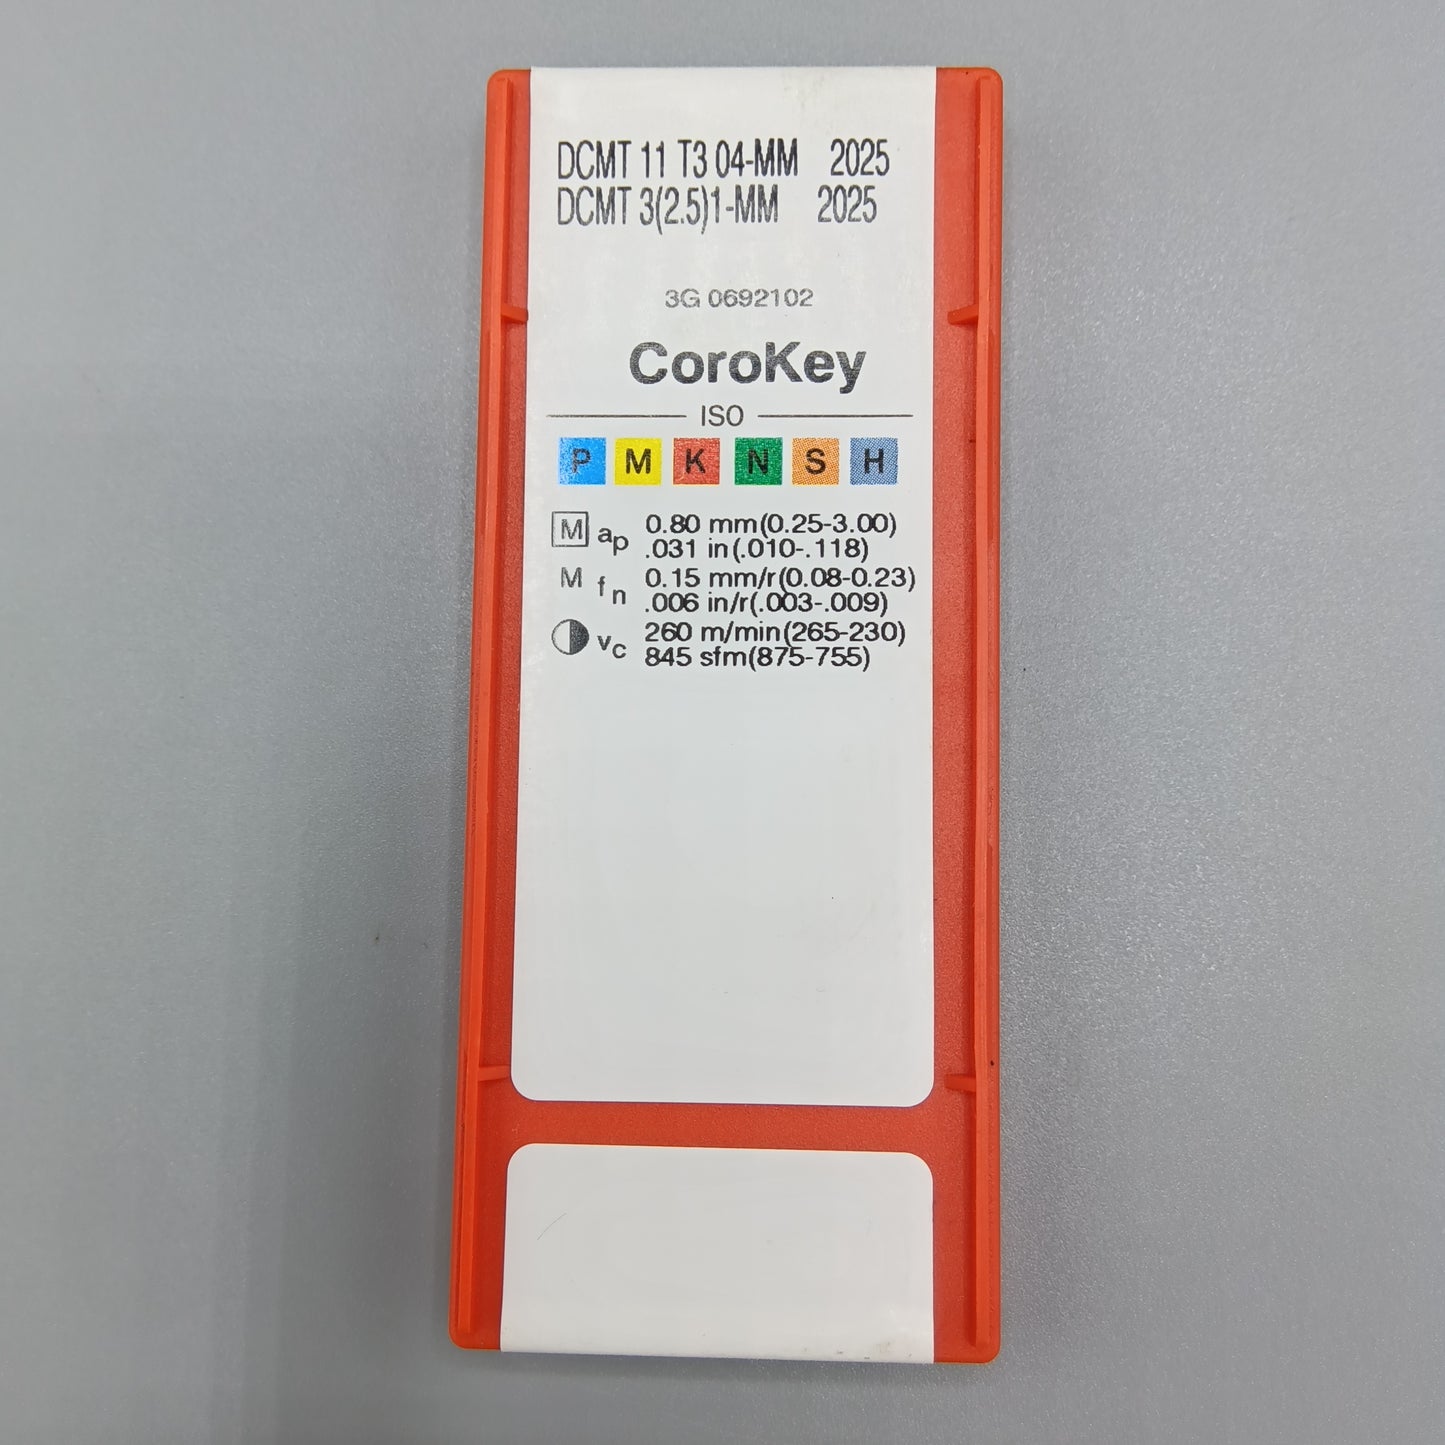 DCMT 11 T3 04-MM 2025
DCMT 3(2.5)1-MM 2025
3G 0692102
CoroKey
ISO
P M K N S H
M ap 0.80 mm(0.25-3.00)
.031 in(.010-.118)
M fn 0.15 mm/r(0.08-0.23)
.006 in/r(.003-.009)
vc 260 m/min(265-230)
845 sfm(875-755)